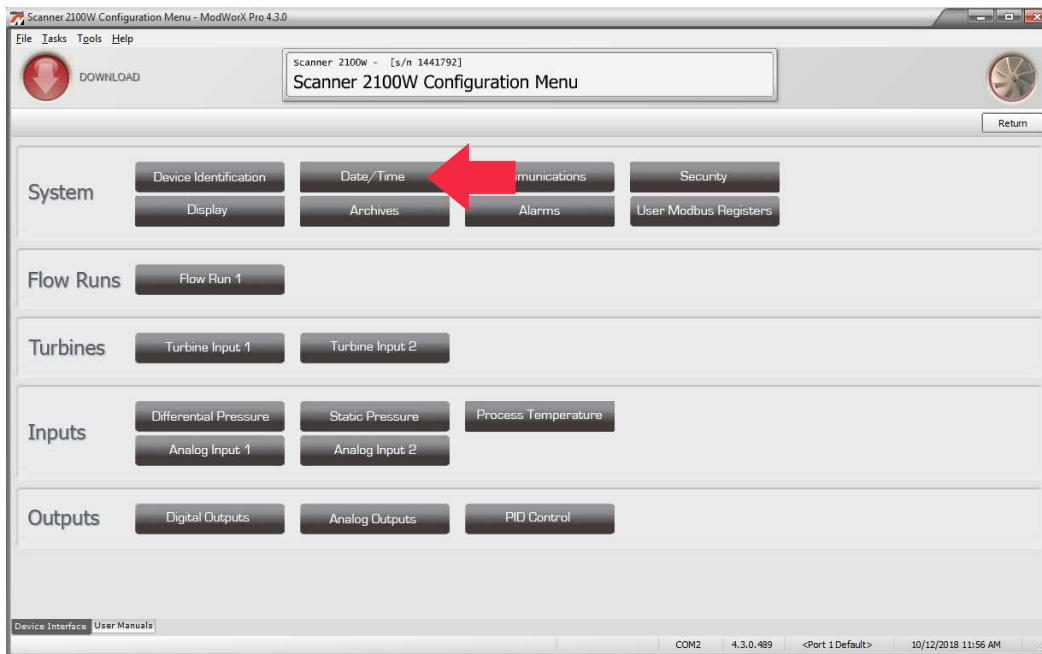 Scanner 2100W Configuration Menu - ModWorX Pro 4.3.0
File Tasks Tools Help
DOWNLOAD
Scanner 2100W - [s/n 1441792]
Scanner 2100W Configuration Menu
Return
System
Device Identification Date/Time munications Security
Display Archives Alarms User Modbus Registers
Flow Runs Flow Run 1
Turbines Turbine Input 1 Turbine Input 2
Inputs
Differential Pressure Static Pressure Process Temperature
Analog Input 1 Analog Input 2
Outputs Digital Outputs Analog Outputs PID Control
Device Interface User Manuals
COM2 4.3.0.489 <Port 1 Default> 10/12/2018 11:56 AM